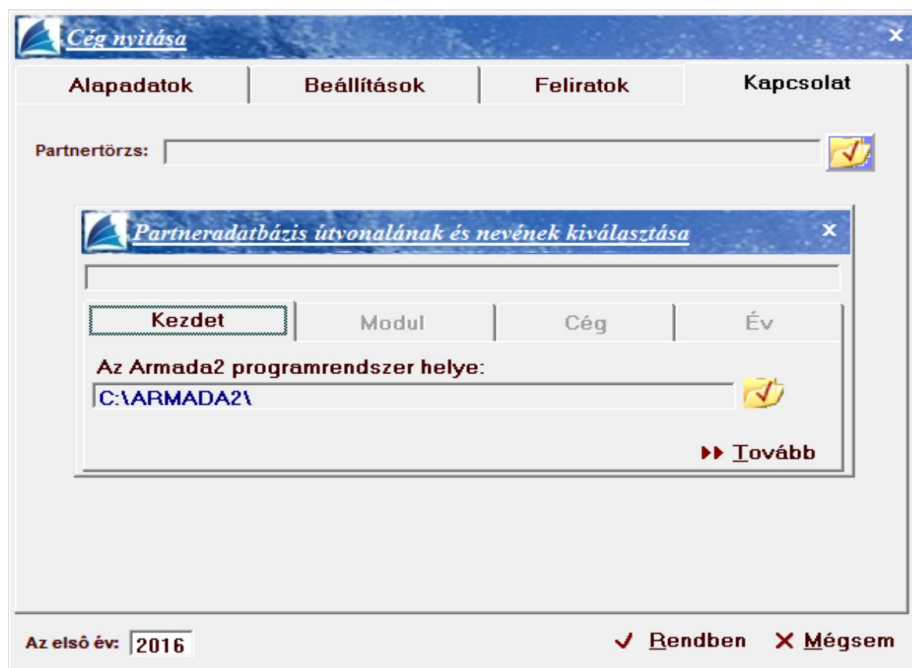 Cég nyitása x
Alapadatok Beállítások Feliratok Kapcsolat
Partnertörzs:
Partneradatbázis útvonalának és nevének kiválasztása x
Kezdet Modul Cég Év
Az Armada2 programrendszer helye:
C:\ARMADA2\
Tovább
Az elsô év: 2016 Rendben Mégsem